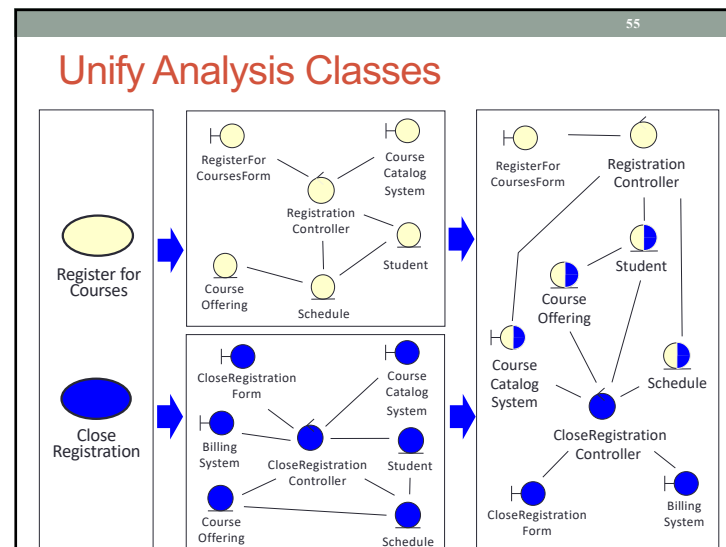 55
Unify Analysis Classes
Register for
Courses
Close
Registration
RegisterFor
CoursesForm
Course
Catalog
System
Registration
Controller
Student
Course
Offering
Schedule
CloseRegistration
Form
Course
Catalog
System
Billing
System
CloseRegistration
Controller
Student
Course
Offering
Schedule
RegisterFor
CoursesForm
Registration
Controller
Student
Course
Offering
Course
Catalog
System
Schedule
CloseRegistration
Controller
CloseRegistration
Form
Billing
System